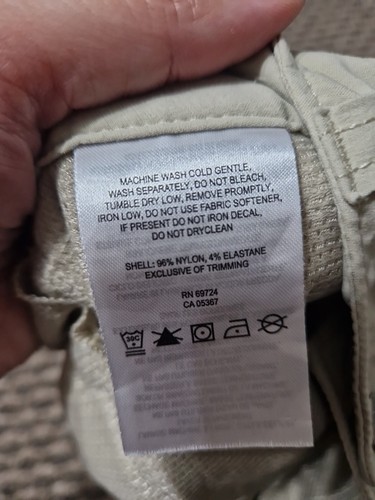 MACHINE WASH COLD GENTLE,
WASH SEPARATELY, DO NOT BLEACH,
TUMBLE DRY LOW, REMOVE PROMPTLY,
IRON LOW, DO NOT USE FABRIC SOFTENER,
IF PRESENT DO NOT IRON DECAL,
DO NOT DRYCLEAN
SHELL: 96% NYLON, 4% ELASTANE
EXCLUSIVE OF TRIMMING
RN 69724
CA 05367
30C